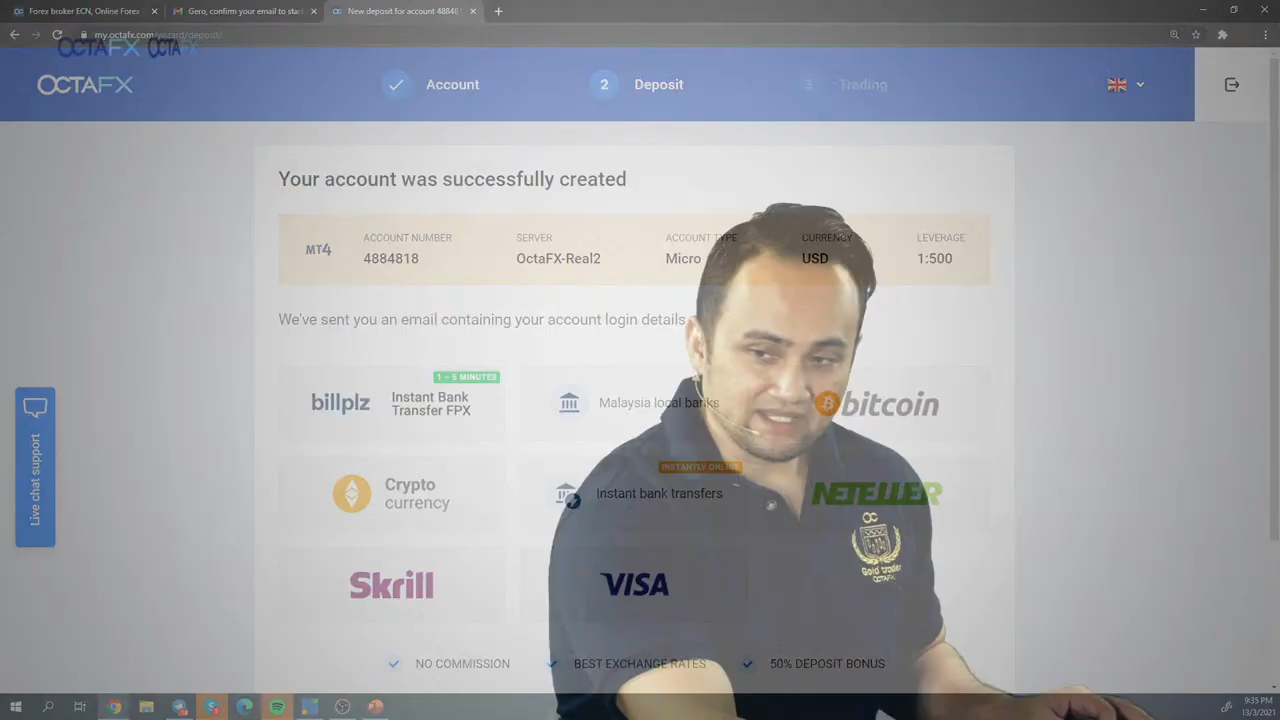 Forex broker ECN, Online Forex
Gero, confirm your email to star
New deposit for account 488481
my.octafx.com/wizard/deposit/
OCTAFX OCTAFX
OCTAFX
Account
2 Deposit
3 Trading
Your account was successfully created
MT4
ACCOUNT NUMBER
4884818
SERVER
OctaFX-Real2
ACCOUNT TYPE
Micro
CURRENCY
USD
LEVERAGE
1:500
We've sent you an email containing your account login details
1 – 5 MINUTES
billplz
Instant Bank
Transfer FPX
Malaysia local banks
bitcoin
Crypto
currency
INSTANTLY ONLINE
Instant bank transfers
NETELLER
Skrill
VISA
Gold trader
OCTAFX
NO COMMISSION
BEST EXCHANGE RATES
50% DEPOSIT BONUS
Live chat support
9:35 PM
13/3/2021